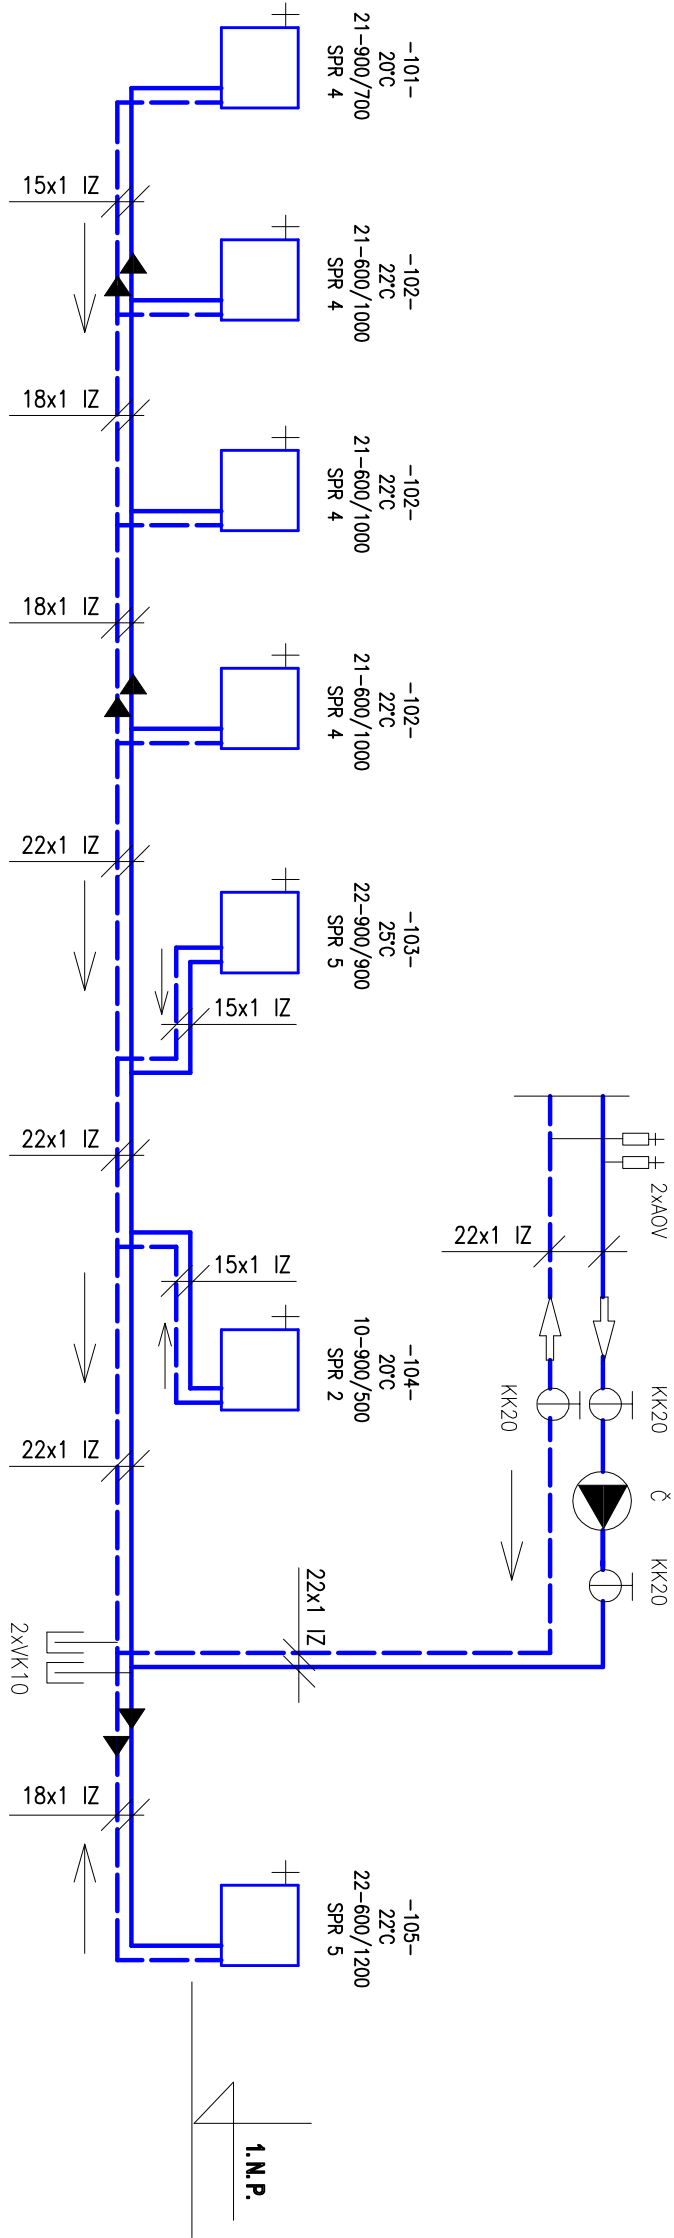 -101-
20°C
21-900/700
SPR 4
15x1 IZ
-102-
22°C
21-600/1000
SPR 4
18x1 IZ
-102-
22°C
21-600/1000
SPR 4
18x1 IZ
-102-
22°C
21-600/1000
SPR 4
22x1 IZ
-103-
25°C
22-900/900
SPR 5
15x1 IZ
22x1 IZ
2xAOV
22x1 IZ
15x1 IZ
-104-
20°C
10-900/500
SPR 2
KK20
KK20
22x1 IZ
Č
KK20
22x1 IZ
2xVK10
18x1 IZ
-105-
22°C
22-600/1200
SPR 5
1.N.P.